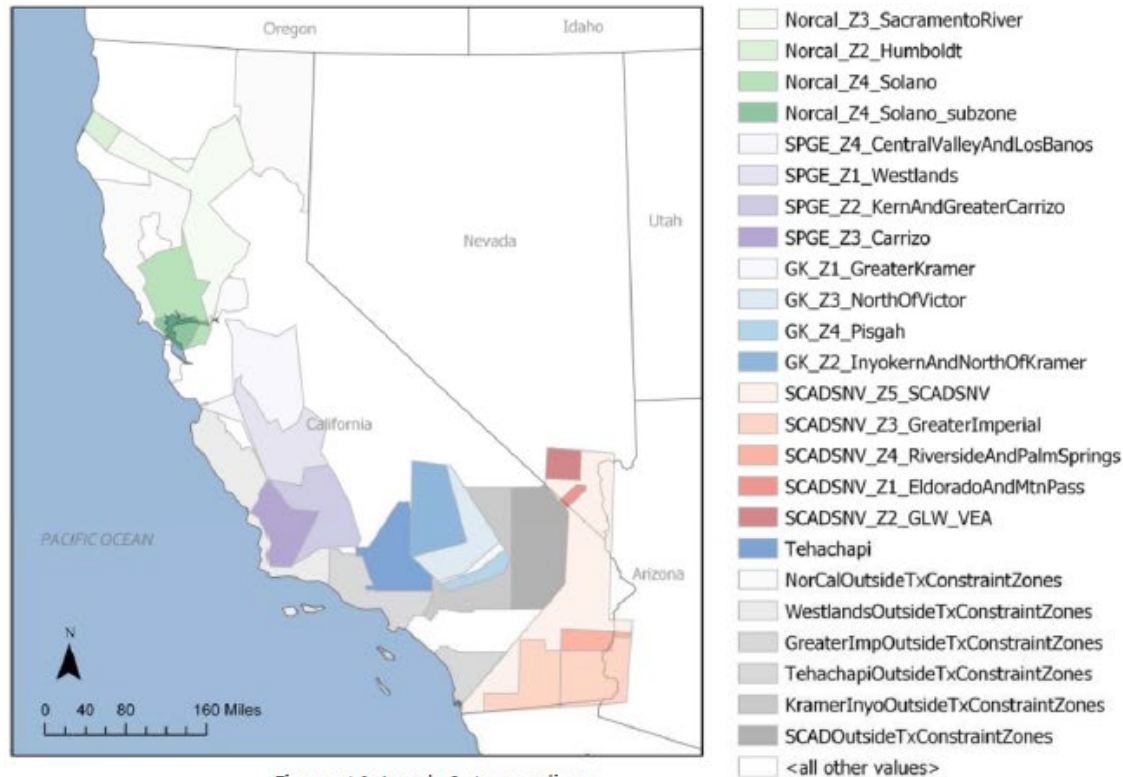 Oregon
Idaho
Nevada
Utah
California
PACIFIC OCEAN
Arizona
N
0 40 80 160 Miles
Norcal_Z3_SacramentoRiver
Norcal_Z2_Humboldt
Norcal_Z4_Solano
Norcal_Z4_Solano_subzone
SPGE_Z4_CentralValleyAndLosBanos
SPGE_Z1_Westlands
SPGE_Z2_KernAndGreaterCarrizo
SPGE_Z3_Carrizo
GK_Z1_GreaterKramer
GK_Z3_NorthOfVictor
GK_Z4_Pisgah
GK_Z2_InyokernAndNorthOfKramer
SCADSNV_Z5_SCADSNV
SCADSNV_Z3_GreaterImperial
SCADSNV_Z4_RiversideAndPalmSprings
SCADSNV_Z1_EldoradoAndMtnPass
SCADSNV_Z2_GLW_VEA
Tehachapi
NorCalOutsideTxConstraintZones
WestlandsOutsideTxConstraintZones
GreaterImpOutsideTxConstraintZones
TehachapiOutsideTxConstraintZones
KramerInyoOutsideTxConstraintZones
SCADOutsideTxConstraintZones
<all other values>